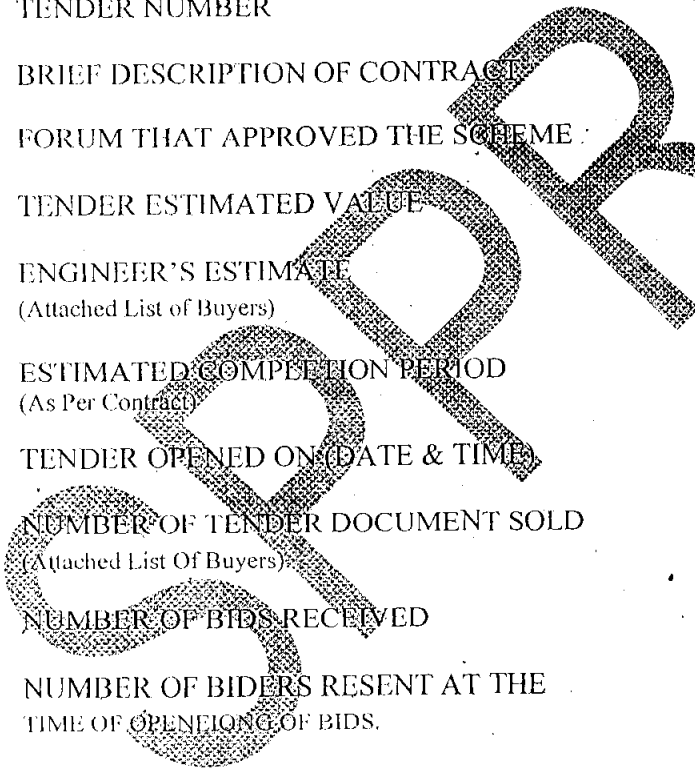 TENDER NUMBER
BRIEF DESCRIPTION OF CONTRACT
FORUM THAT APPROVED THE SCHEME :
TENDER ESTIMATED VALUE
ENGINEER'S ESTIMATE
(Attached List of Buyers)
ESTIMATED COMPLETION PERIOD
(As Per Contract)
TENDER OPENED ON (DATE & TIME)
NUMBER OF TENDER DOCUMENT SOLD
(Attached List Of Buyers)
NUMBER OF BIDS RECEIVED
NUMBER OF BIDERS RESENT AT THE
TIME OF OPENEIONG OF BIDS.
SPPR